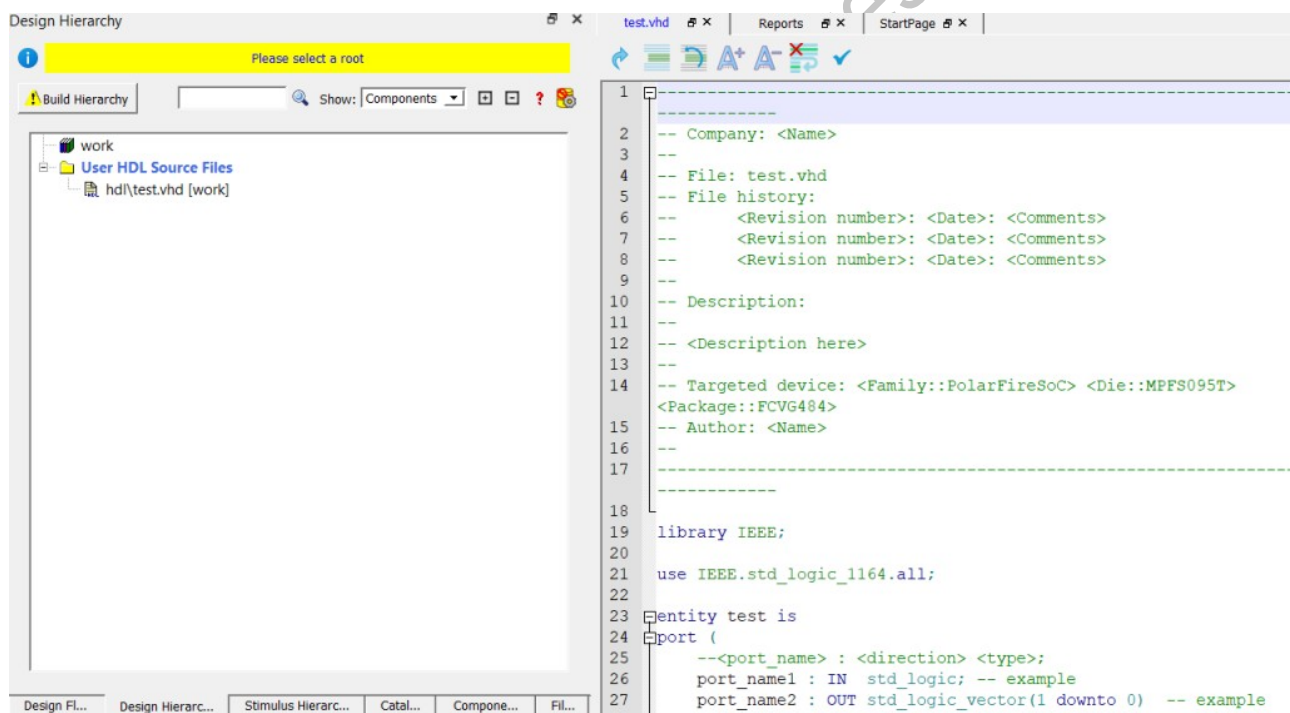 Design Hierarchy
Please select a root
Build Hierarchy
Show: Components
?
work
User HDL Source Files
hdl\test.vhd [work]
Design Fl...
Design Hierarc...
Stimulus Hierarc...
Catal...
Compone...
Fil...
test.vhd
Reports
StartPage
1 --------------------------------------------------------------------------------
------------
2 -- Company: <Name>
3 --
4 -- File: test.vhd
5 -- File history:
6 --      <Revision number>: <Date>: <Comments>
7 --      <Revision number>: <Date>: <Comments>
8 --      <Revision number>: <Date>: <Comments>
9 --
10 -- Description:
11 --
12 -- <Description here>
13 --
14 -- Targeted device: <Family::PolarFireSoC> <Die::MPFS095T>
<Package::FCVG484>
15 -- Author: <Name>
16 --
17 --------------------------------------------------------------------------------
------------
18
19 library IEEE;
20
21 use IEEE.std_logic_1164.all;
22
23 entity test is
24 port (
25     --<port_name> : <direction> <type>;
26     port_name1 : IN  std_logic; -- example
27     port_name2 : OUT std_logic_vector(1 downto 0)  -- example